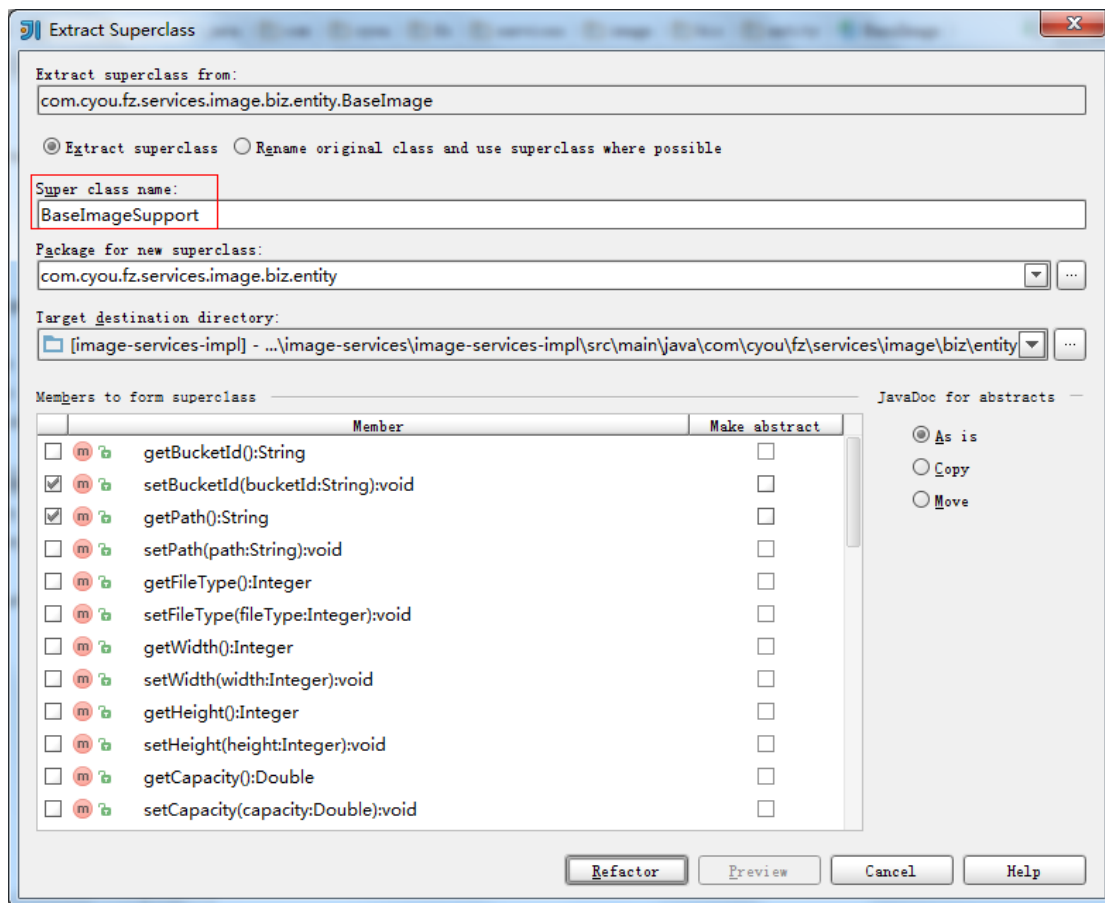 Extract Superclass
Extract superclass from:
com.cyou.fz.services.image.biz.entity.BaseImage
Extract superclass Rename original class and use superclass where possible
Super class name:
BaseImageSupport
Package for new superclass:
com.cyou.fz.services.image.biz.entity
...
Target destination directory:
[image-services-impl] - ...\image-services\image-services-impl\src\main\java\com\cyou\fz\services\image\biz\entity
...
Members to form superclass JavaDoc for abstracts
Member Make abstract
As is
m getBucketId():String
Copy
m setBucketId(bucketId:String):void
Move
m getPath():String
m setPath(path:String):void
m getFileType():Integer
m setFileType(fileType:Integer):void
m getWidth():Integer
m setWidth(width:Integer):void
m getHeight():Integer
m setHeight(height:Integer):void
m getCapacity():Double
m setCapacity(capacity:Double):void
Refactor Preview Cancel Help